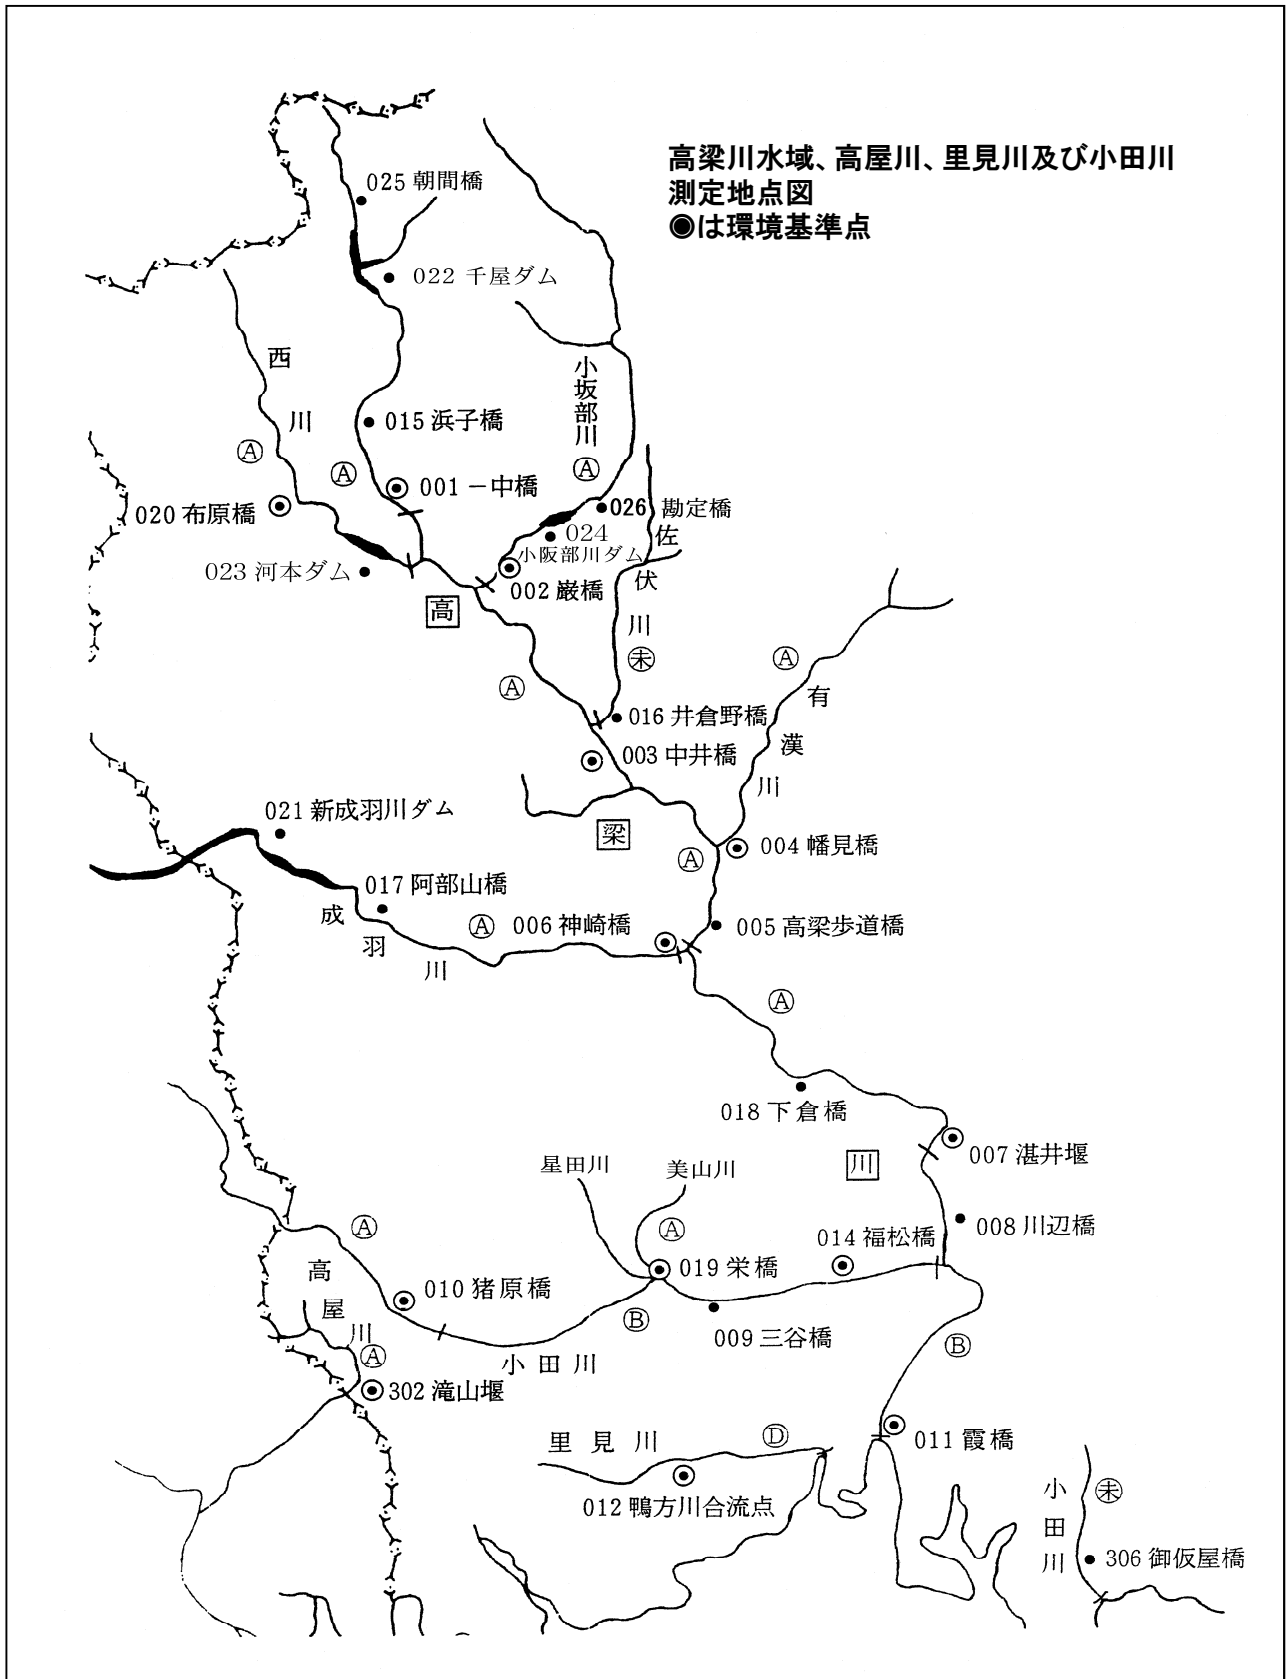 高梁川水域、高屋川、里見川及び小田川
測定地点図
◉は環境基準点
025 朝間橋
022 千屋ダム
西川
小坂部川
015 浜子橋
Ⓐ
Ⓐ
Ⓐ
001 一中橋
020 布原橋
026 勘定橋
024
小阪部川ダム
佐伏川
023 河本ダム
002 巌橋
高
未
Ⓐ
Ⓐ
有漢川
016 井倉野橋
003 中井橋
021 新成羽川ダム
梁
004 幡見橋
Ⓐ
017 阿部山橋
成羽川
Ⓐ
006 神崎橋
005 高梁歩道橋
Ⓐ
018 下倉橋
007 湛井堰
川
星田川
美山川
Ⓐ
Ⓐ
014 福松橋
008 川辺橋
高屋川
019 栄橋
010 猪原橋
Ⓑ
009 三谷橋
Ⓑ
Ⓐ
小田川
302 滝山堰
里見川
Ⓓ
011 霞橋
012 鴨方川合流点
小田川
未
306 御仮屋橋